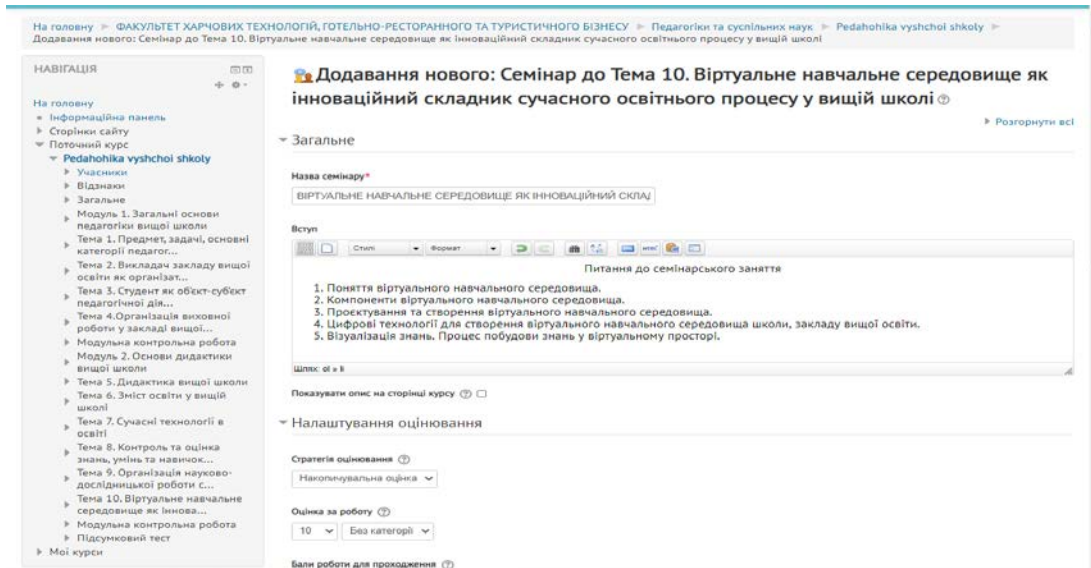 На головну ► ФАКУЛЬТЕТ ХАРЧОВИХ ТЕХНОЛОГІЙ, ГОТЕЛЬНО-РЕСТОРАННОГО ТА ТУРИСТИЧНОГО БІЗНЕСУ ► Педагогіки та суспільних наук ► Pedahohika vyshchoi shkoly ►
Додавання нового: Семінар до Тема 10. Віртуальне навчальне середовище як інноваційний складник сучасного освітнього процесу у вищій школі
НАВІГАЦІЯ
На головну
Інформаційна панель
Сторінки сайту
Поточний курс
Pedahohika vyshchoi shkoly
Учасники
Відзнаки
Загальне
Модуль 1. Загальні основи
педагогіки вищої школи
Тема 1. Предмет, задачі, основні
категорії педагог...
Тема 2. Викладач закладу вищої
освіти як організат...
Тема 3. Студент як об'єкт-суб'єкт
педагогічної дія...
Тема 4.Організація виховної
роботи у закладі вищої...
Модульна контрольна робота
Модуль 2. Основи дидактики
вищої школи
Тема 5. Дидактика вищої школи
Тема 6. Зміст освіти у вищій
школі
Тема 7. Сучасні технології в
освіті
Тема 8. Контроль та оцінка
знань, умінь та навичок...
Тема 9. Організація науково-
дослідницької роботи с...
Тема 10. Віртуальне навчальне
середовище як іннова...
Модульна контрольна робота
Підсумковий тест
Мої курси
Додавання нового: Семінар до Тема 10. Віртуальне навчальне середовище як
інноваційний складник сучасного освітнього процесу у вищій школі
Розгорнути всі
Загальне
Назва семінару*
ВІРТУАЛЬНЕ НАВЧАЛЬНЕ СЕРЕДОВИЩЕ ЯК ІННОВАЦІЙНИЙ СКЛАД
Вступ
Стилі Формат HTML
Питання до семінарського заняття
1. Поняття віртуального навчального середовища.
2. Компоненти віртуального навчального середовища.
3. Проєктування та створення віртуального навчального середовища.
4. Цифрові технології для створення віртуального навчального середовища школи, закладу вищої освіти.
5. Візуалізація знань. Процес побудови знань у віртуальному просторі.
Шлях: ol » li
Показувати опис на сторінці курсу
Налаштування оцінювання
Стратегія оцінювання
Накопичувальна оцінка
Оцінка за роботу
10 Без категорії
Бали роботи для проходження